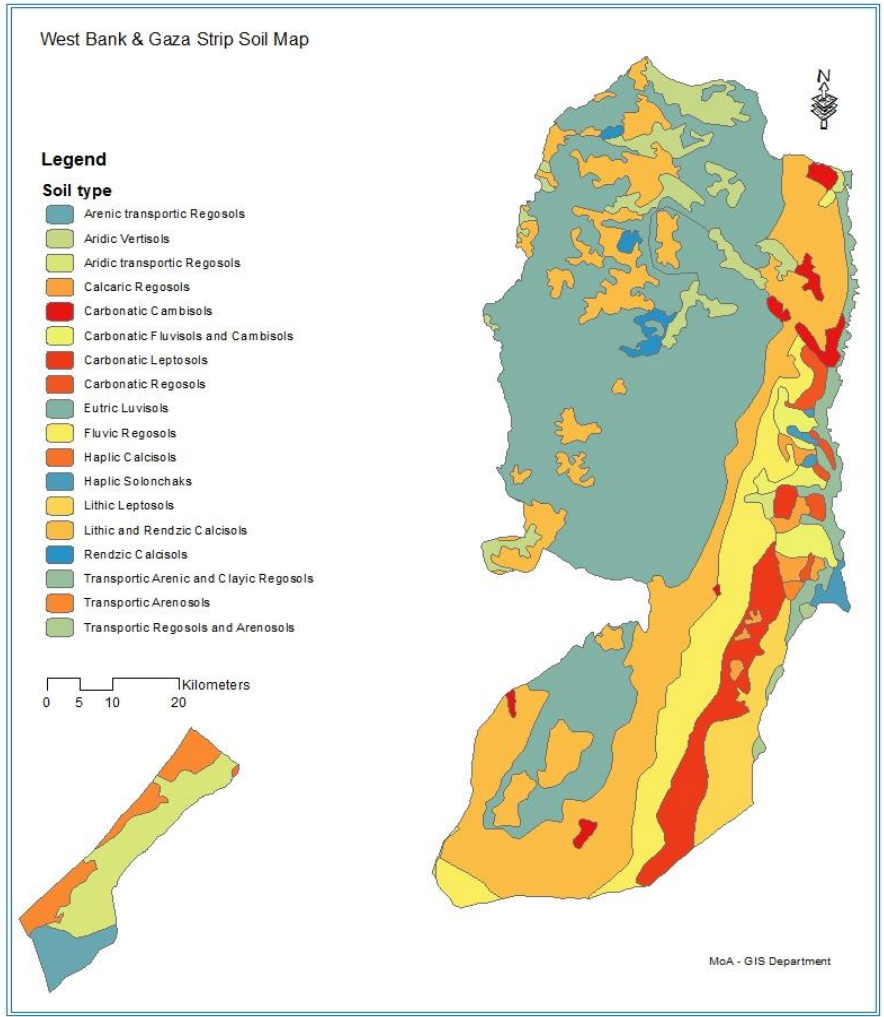 West Bank & Gaza Strip Soil Map
N
Legend
Soil type
Arenic transportic Regosols
Aridic Vertisols
Aridic transportic Regosols
Calcaric Regosols
Carbonatic Cambisols
Carbonatic Fluvisols and Cambisols
Carbonatic Leptosols
Carbonatic Regosols
Eutric Luvisols
Fluvic Regosols
Haplic Calcisols
Haplic Solonchaks
Lithic Leptosols
Lithic and Rendzic Calcisols
Rendzic Calcisols
Transportic Arenic and Clayic Regosols
Transportic Arenosols
Transportic Regosols and Arenosols
Kilometers
0 5 10 20
MoA - GIS Department